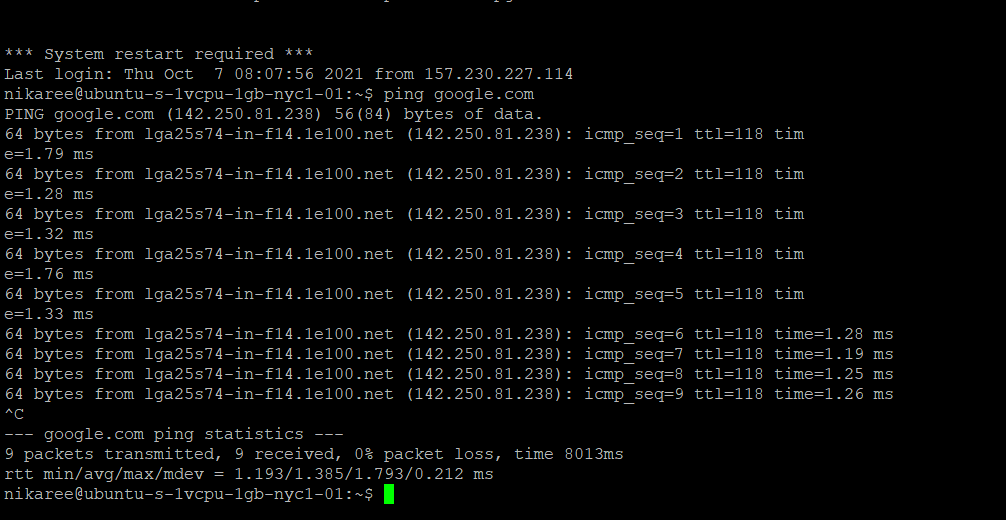 *** System restart required ***
Last login: Thu Oct  7 08:07:56 2021 from 157.230.227.114
nikaree@ubuntu-s-1vcpu-1gb-nyc1-01:~$ ping google.com
PING google.com (142.250.81.238) 56(84) bytes of data.
64 bytes from lga25s74-in-f14.1e100.net (142.250.81.238): icmp_seq=1 ttl=118 tim
e=1.79 ms
64 bytes from lga25s74-in-f14.1e100.net (142.250.81.238): icmp_seq=2 ttl=118 tim
e=1.28 ms
64 bytes from lga25s74-in-f14.1e100.net (142.250.81.238): icmp_seq=3 ttl=118 tim
e=1.32 ms
64 bytes from lga25s74-in-f14.1e100.net (142.250.81.238): icmp_seq=4 ttl=118 tim
e=1.76 ms
64 bytes from lga25s74-in-f14.1e100.net (142.250.81.238): icmp_seq=5 ttl=118 tim
e=1.33 ms
64 bytes from lga25s74-in-f14.1e100.net (142.250.81.238): icmp_seq=6 ttl=118 time=1.28 ms
64 bytes from lga25s74-in-f14.1e100.net (142.250.81.238): icmp_seq=7 ttl=118 time=1.19 ms
64 bytes from lga25s74-in-f14.1e100.net (142.250.81.238): icmp_seq=8 ttl=118 time=1.25 ms
64 bytes from lga25s74-in-f14.1e100.net (142.250.81.238): icmp_seq=9 ttl=118 time=1.26 ms
^C
--- google.com ping statistics ---
9 packets transmitted, 9 received, 0% packet loss, time 8013ms
rtt min/avg/max/mdev = 1.193/1.385/1.793/0.212 ms
nikaree@ubuntu-s-1vcpu-1gb-nyc1-01:~$